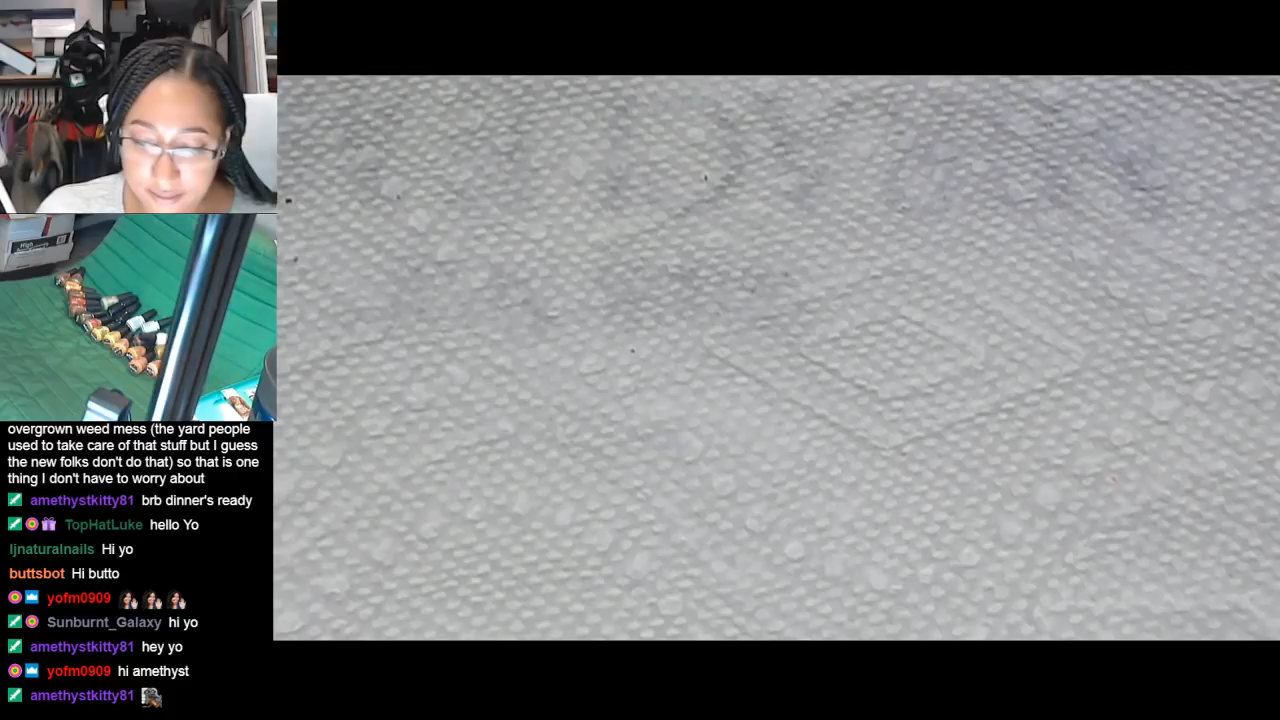 High
overgrown weed mess (the yard people
used to take care of that stuff but I guess
the new folks don't do that) so that is one
thing I don't have to worry about
amethystkitty81 brb dinner's ready
TopHatLuke hello Yo
ljnaturalnails Hi yo
buttsbot Hi butto
yofm0909
Sunburnt_Galaxy hi yo
amethystkitty81 hey yo
yofm0909 hi amethyst
amethystkitty81